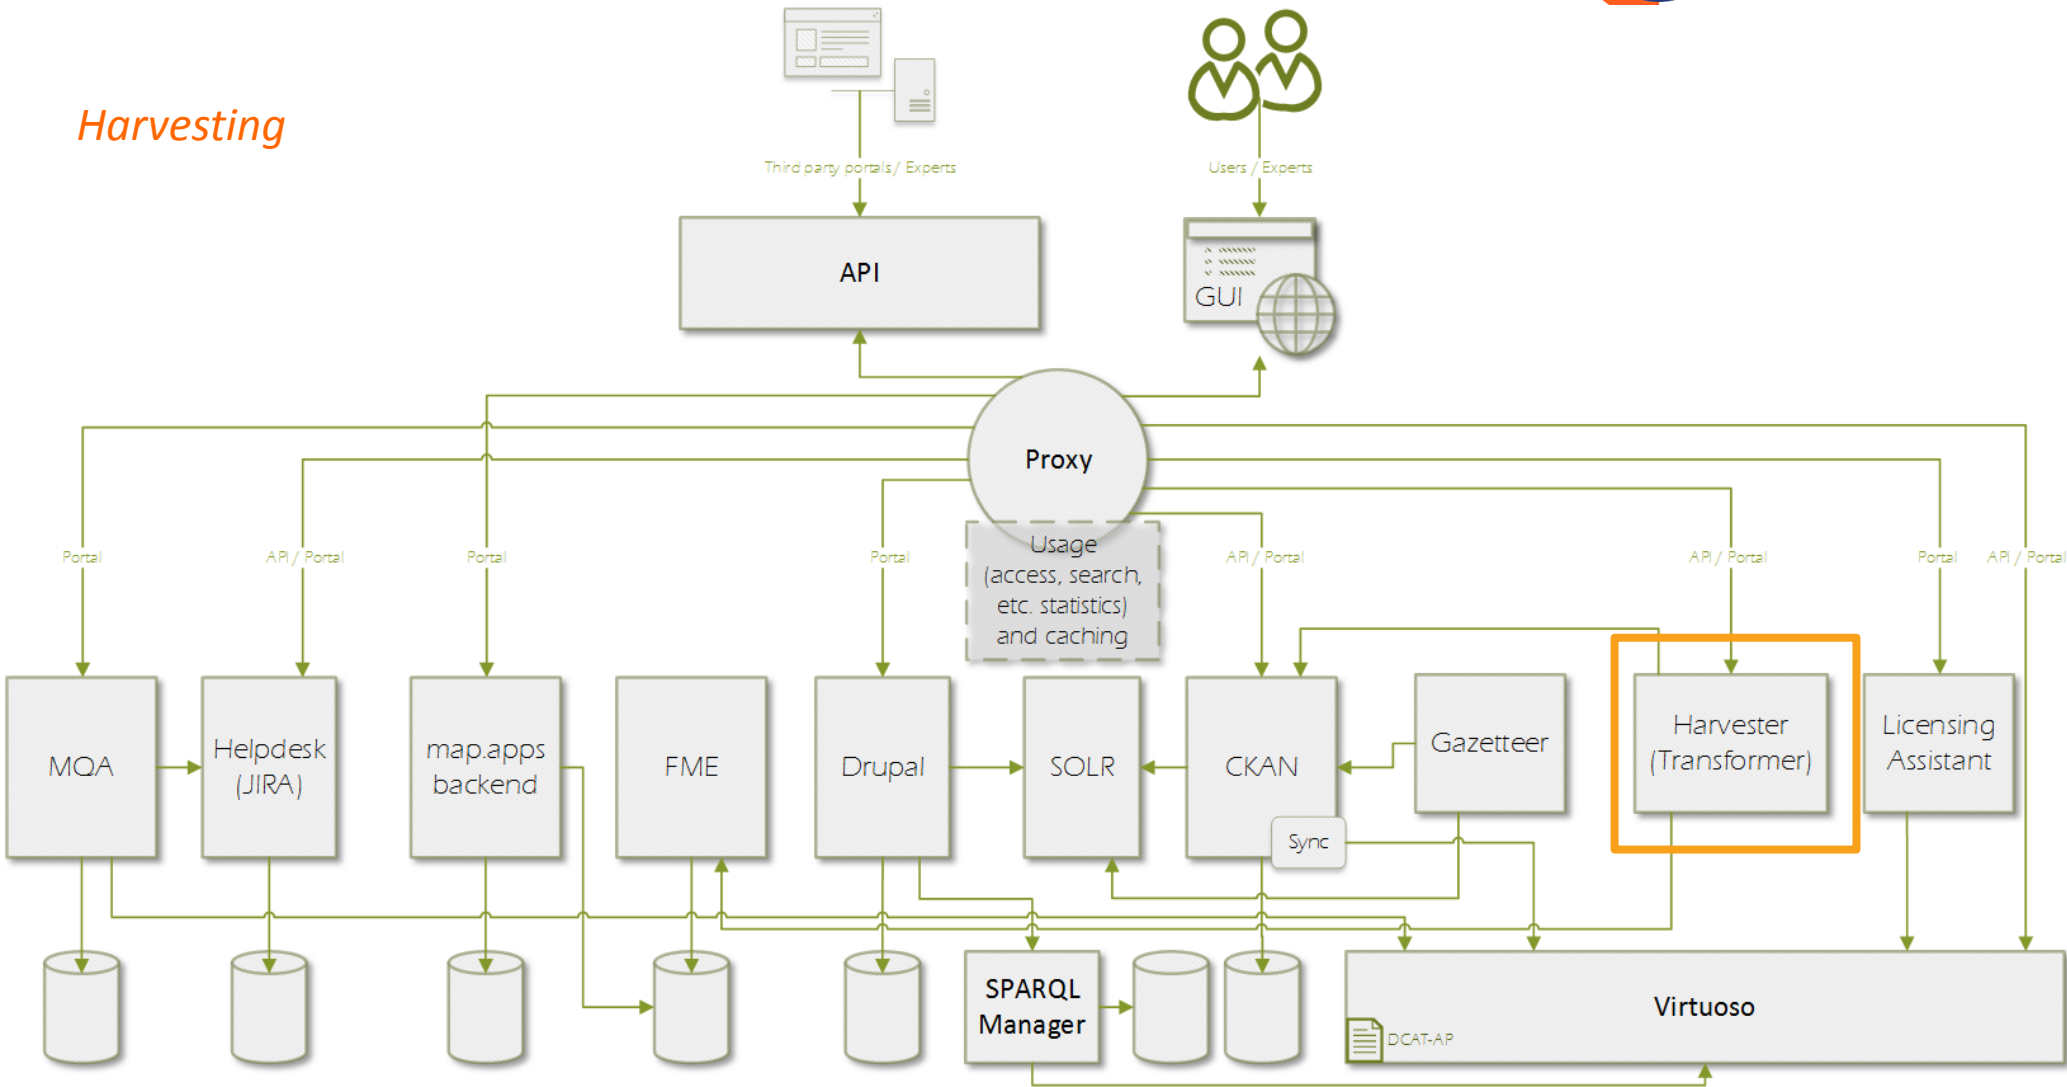 Harvesting
Third party portals / Experts
Users / Experts
API
GUI
Proxy
Usage
(access, search,
etc. statistics)
and caching
Portal
API / Portal
Portal
Portal
API / Portal
API / Portal
Portal
API / Portal
MQA
Helpdesk
(JIRA)
map.apps
backend
FME
Drupal
SOLR
CKAN
Sync
Gazetteer
Harvester
(Transformer)
Licensing
Assistant
SPARQL
Manager
Virtuoso
DCAT-AP